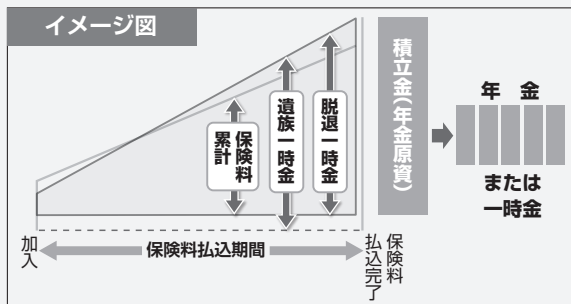 イメージ図
保険料
累計
遺族一時金
脱退一時金
積立金(年金原資)
年 金
または
一時金
加入
保険料払込期間
保険料
払込完了